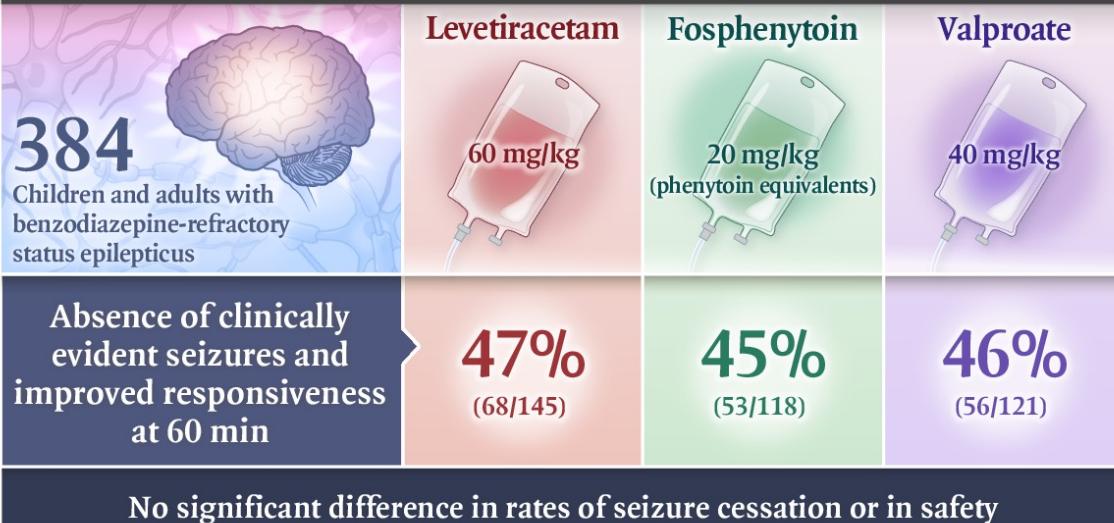 384
Children and adults with
benzodiazepine-refractory
status epilepticus
Levetiracetam
60 mg/kg
Fosphenytoin
20 mg/kg
(phenytoin equivalents)
Valproate
40 mg/kg
Absence of clinically
evident seizures and
improved responsiveness
at 60 min
47%
(68/145)
45%
(53/118)
46%
(56/121)
No significant difference in rates of seizure cessation or in safety